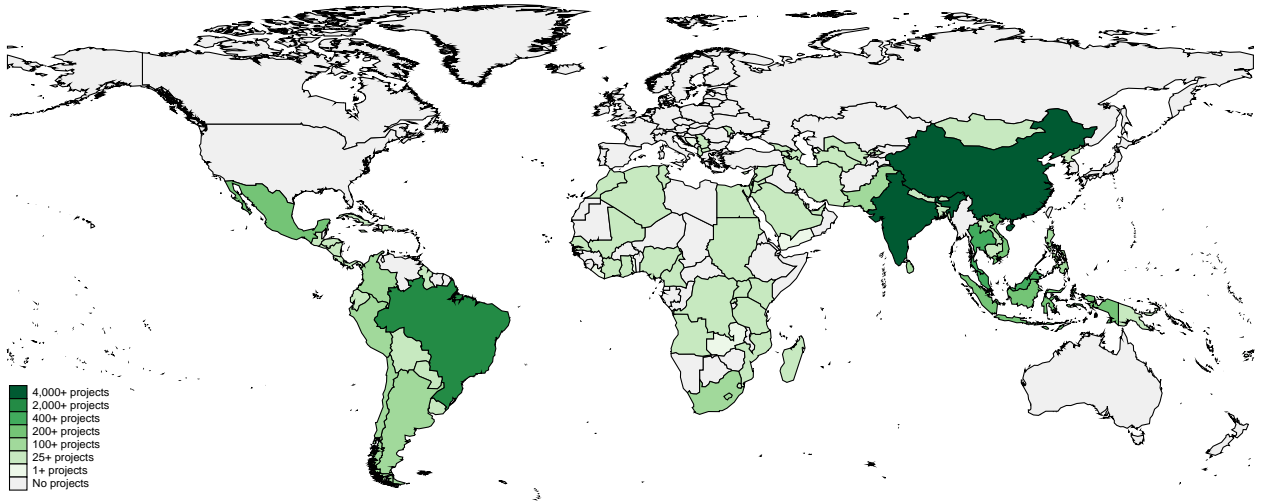 4,000+ projects
2,000+ projects
400+ projects
200+ projects
100+ projects
25+ projects
1+ projects
No projects